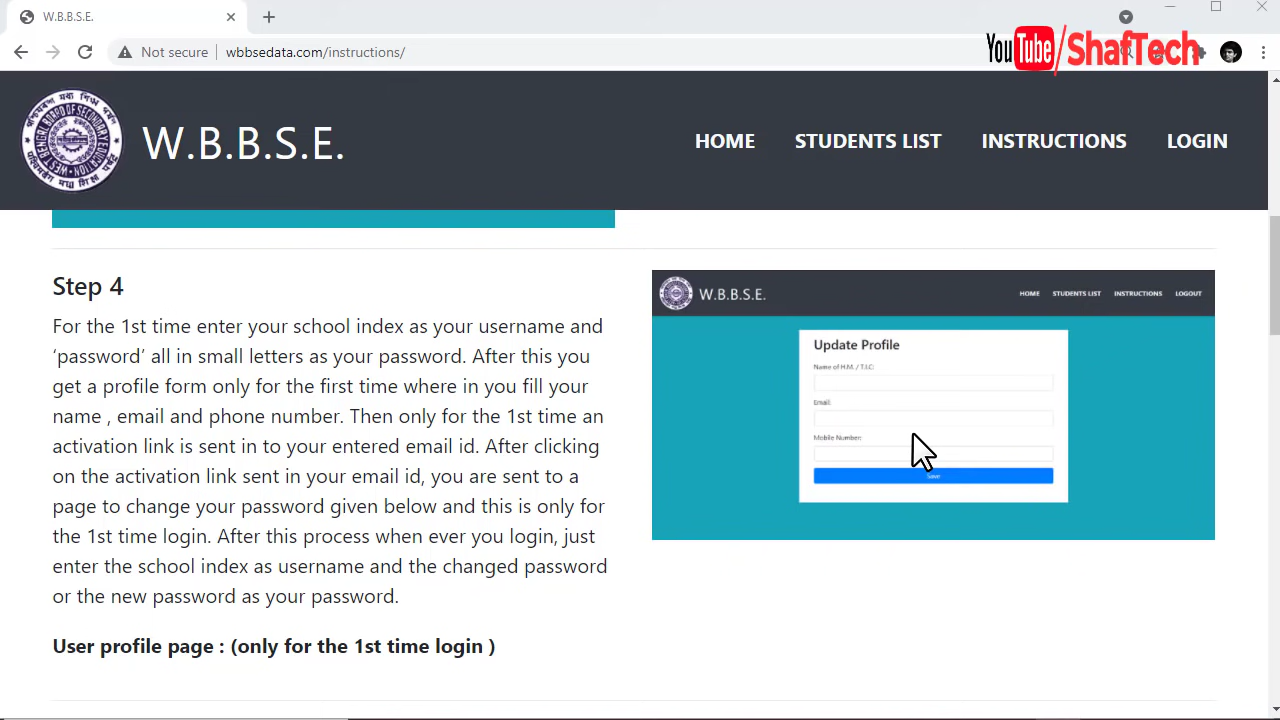 W.B.B.S.E.
Not secure
wbbsedata.com/instructions/
YouTube/ShafTech
W.B.B.S.E.
HOME
STUDENTS LIST
INSTRUCTIONS
LOGIN
Step 4
For the 1st time enter your school index as your username and
‘password’ all in small letters as your password. After this you
get a profile form only for the first time where in you fill your
name , email and phone number. Then only for the 1st time an
activation link is sent in to your entered email id. After clicking
on the activation link sent in your email id, you are sent to a
page to change your password given below and this is only for
the 1st time login. After this process when ever you login, just
enter the school index as username and the changed password
or the new password as your password.
User profile page : (only for the 1st time login )
W.B.B.S.E.
HOME
STUDENTS LIST
INSTRUCTIONS
LOGOUT
Update Profile
Name of H.M. / T.I.C:
Email:
Mobile Number:
Save